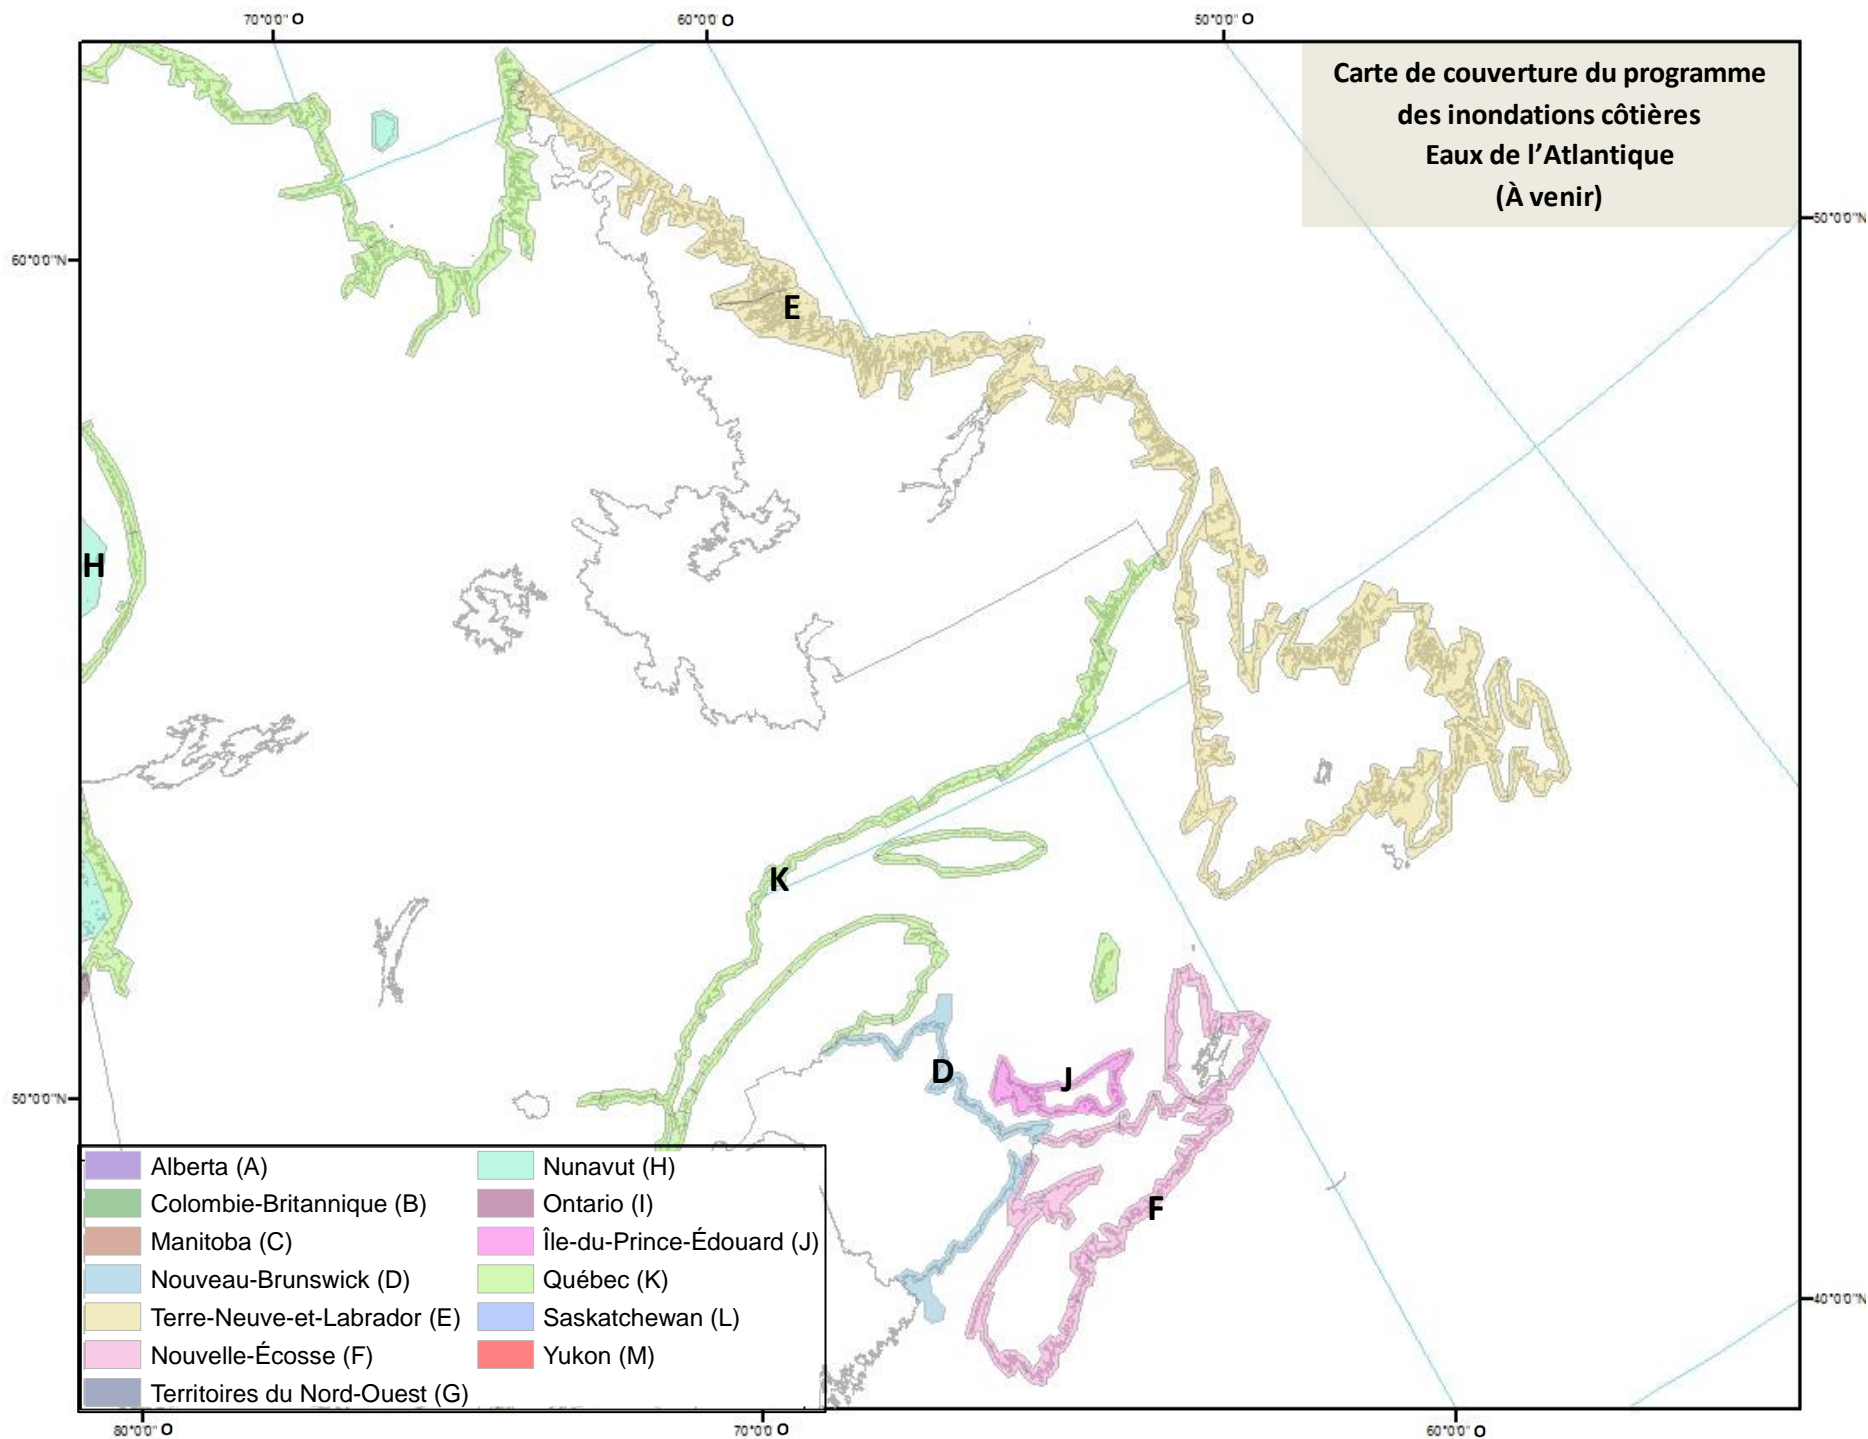 70°0'0" O
60°0'0" O
50°0'0" O
Carte de couverture du programme
des inondations côtières
Eaux de l'Atlantique
(À venir)
50°0'0"N
60°0'0"N
E
H
K
D
J
50°0'0"N
F
40°0'0"N
Alberta (A)
Colombie-Britannique (B)
Manitoba (C)
Nouveau-Brunswick (D)
Terre-Neuve-et-Labrador (E)
Nouvelle-Écosse (F)
Territoires du Nord-Ouest (G)
Nunavut (H)
Ontario (I)
Île-du-Prince-Édouard (J)
Québec (K)
Saskatchewan (L)
Yukon (M)
80°0'0" O
70°0'0" O
60°0'0" O